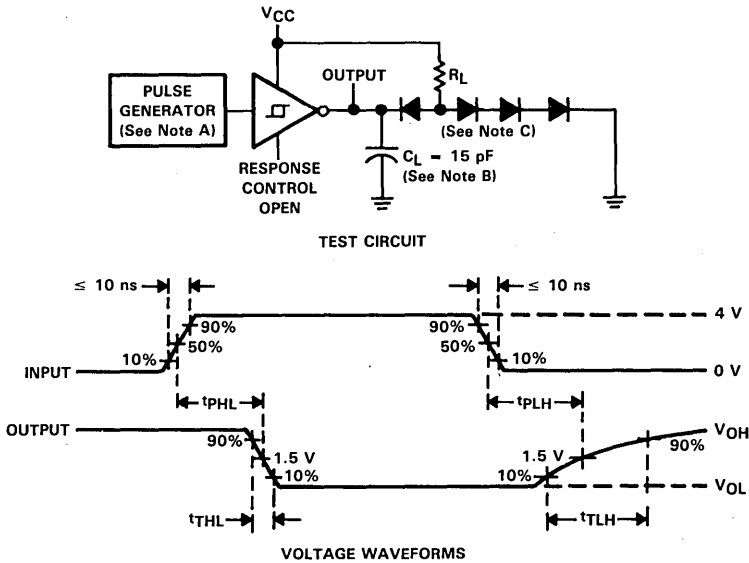 VCC
OUTPUT
RL
PULSE
GENERATOR
(See Note A)
(See Note C)
RESPONSE
CONTROL
OPEN
CL = 15 pF
(See Note B)
TEST CIRCUIT
≤ 10 ns
≤ 10 ns
4 V
90%
90%
50%
50%
10%
10%
INPUT
0 V
tPHL
tPLH
OUTPUT
VOH
90%
90%
1.5 V
1.5 V
10%
10%
VOL
tTHL
tTLH
VOLTAGE WAVEFORMS